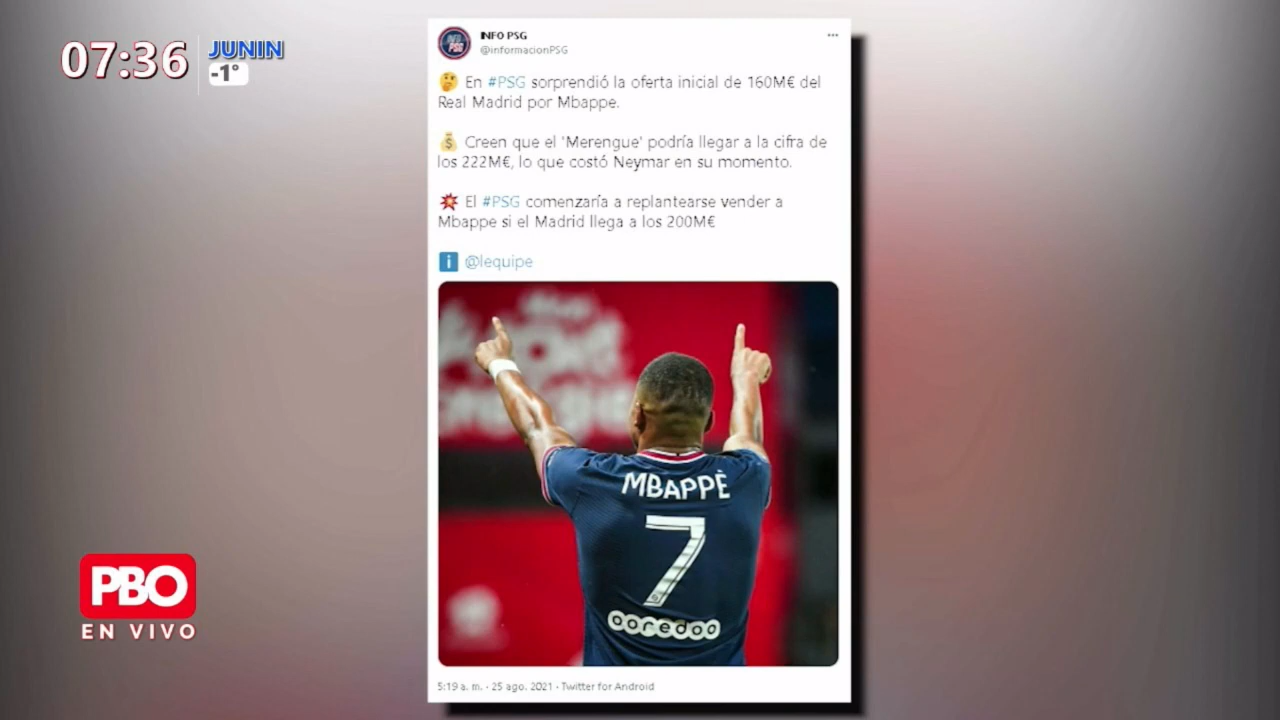 07:36
JUNIN
-1°
INFO PSG
@informacionPSG
🤔 En #PSG sorprendió la oferta inicial de 160M€ del
Real Madrid por Mbappe.
💰 Creen que el 'Merengue' podría llegar a la cifra de
los 222M€, lo que costó Neymar en su momento.
💥 El #PSG comenzaría a replantearse vender a
Mbappe si el Madrid llega a los 200M€
ℹ️ @lequipe
MBAPPÉ
7
ooredoo
5:19 a. m. · 25 ago. 2021 · Twitter for Android
PBO
EN VIVO